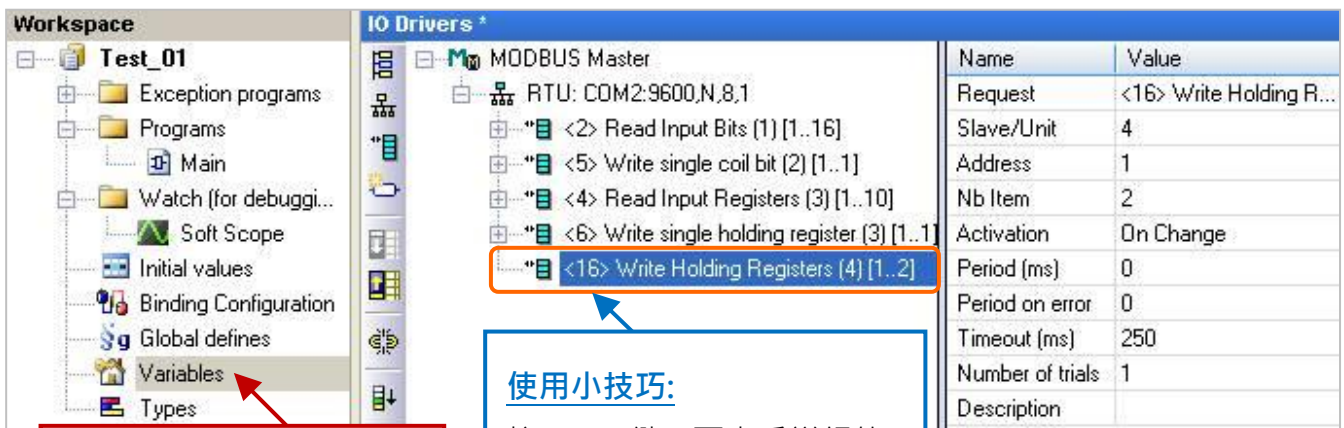 Workspace
Test_01
Exception programs
Programs
Main
Watch (for debuggi...
Soft Scope
Initial values
Binding Configuration
Global defines
Variables
Types
IO Drivers *
MODBUS Master
RTU: COM2:9600,N,8,1
<2> Read Input Bits (1) [1..16]
<5> Write single coil bit (2) [1..1]
<4> Read Input Registers (3) [1..10]
<6> Write single holding register (3) [1..1]
<16> Write Holding Registers (4) [1..2]
使用小技巧:
Name Value
Request <16> Write Holding R...
Slave/Unit 4
Address 1
Nb Item 2
Activation On Change
Period (ms) 0
Period on error 0
Timeout (ms) 250
Number of trials 1
Description